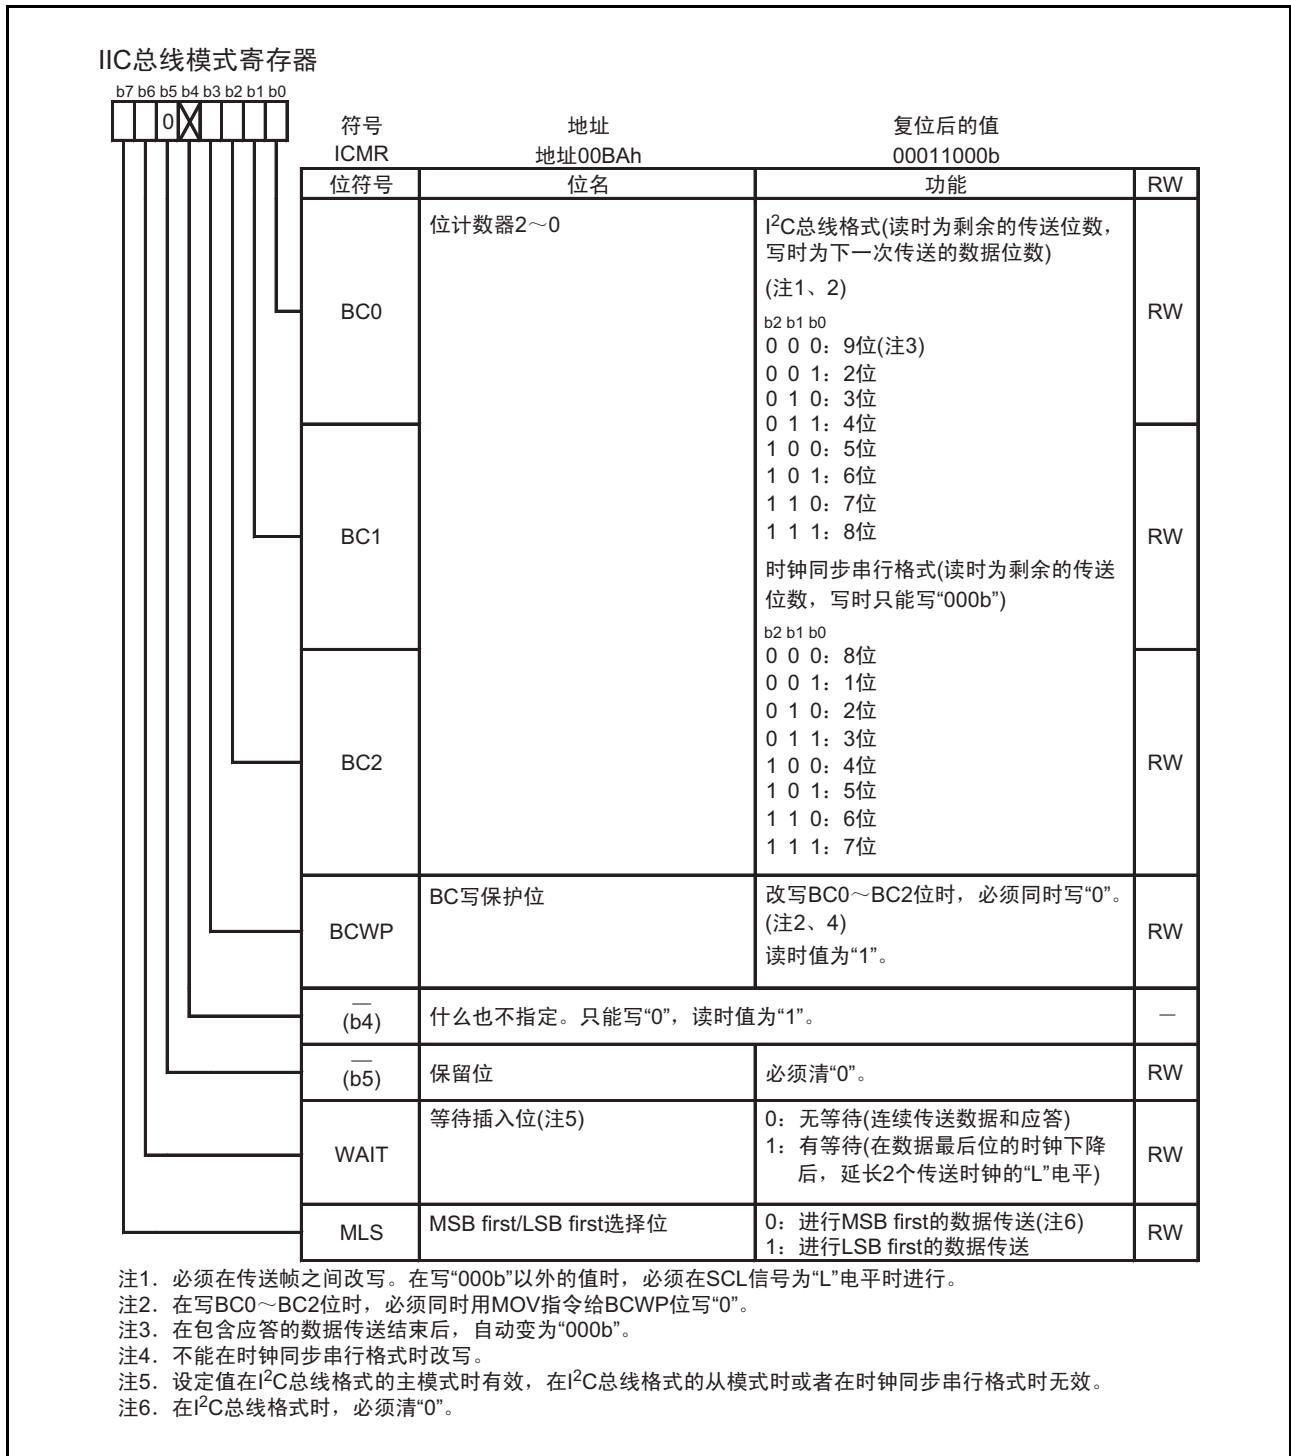 IIC总线模式寄存器
b7 b6 b5 b4 b3 b2 b1 b0
0
符号 地址 复位后的值
ICMR 地址00BAh 00011000b
位符号 位名 功能 RW
BC0 位计数器2～0 I²C总线格式(读时为剩余的传送位数，
写时为下一次传送的数据位数)
(注1、2)
RW
b2 b1 b0
0 0 0：9位(注3)
0 0 1：2位
0 1 0：3位
0 1 1：4位
1 0 0：5位
1 0 1：6位
1 1 0：7位
1 1 1：8位
BC1 RW
时钟同步串行格式(读时为剩余的传送
位数，写时只能写“000b”)
b2 b1 b0
0 0 0：8位
0 0 1：1位
0 1 0：2位
0 1 1：3位
1 0 0：4位
1 0 1：5位
1 1 0：6位
1 1 1：7位
BC2 RW
BCWP BC写保护位 改写BC0～BC2位时，必须同时写“0”。
(注2、4)
读时值为“1”。
RW
—
(b4) 什么也不指定。只能写“0”，读时值为“1”。 —
—
(b5) 保留位 必须清“0”。 RW
WAIT 等待插入位(注5) 0：无等待(连续传送数据和应答)
1：有等待(在数据最后位的时钟下降
后，延长2个传送时钟的“L”电平)
RW
MLS MSB first/LSB first选择位 0：进行MSB first的数据传送(注6)
1：进行LSB first的数据传送
RW
注1．必须在传送帧之间改写。在写“000b”以外的值时，必须在SCL信号为“L”电平时进行。
注2．在写BC0～BC2位时，必须同时用MOV指令给BCWP位写“0”。
注3．在包含应答的数据传送结束后，自动变为“000b”。
注4．不能在时钟同步串行格式时改写。
注5．设定值在I²C总线格式的主模式时有效，在I²C总线格式的从模式时或者在时钟同步串行格式时无效。
注6．在I²C总线格式时，必须清“0”。